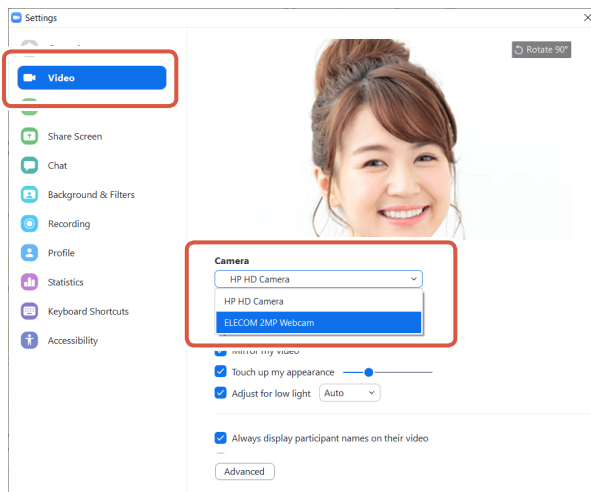 Settings
Rotate 90°
Video
Share Screen
Chat
Background & Filters
Recording
Profile
Statistics
Keyboard Shortcuts
Accessibility
Camera
HP HD Camera
HP HD Camera
ELECOM 2MP Webcam
Mirror my video
Touch up my appearance
Adjust for low light
Auto
Always display participant names on their video
Advanced